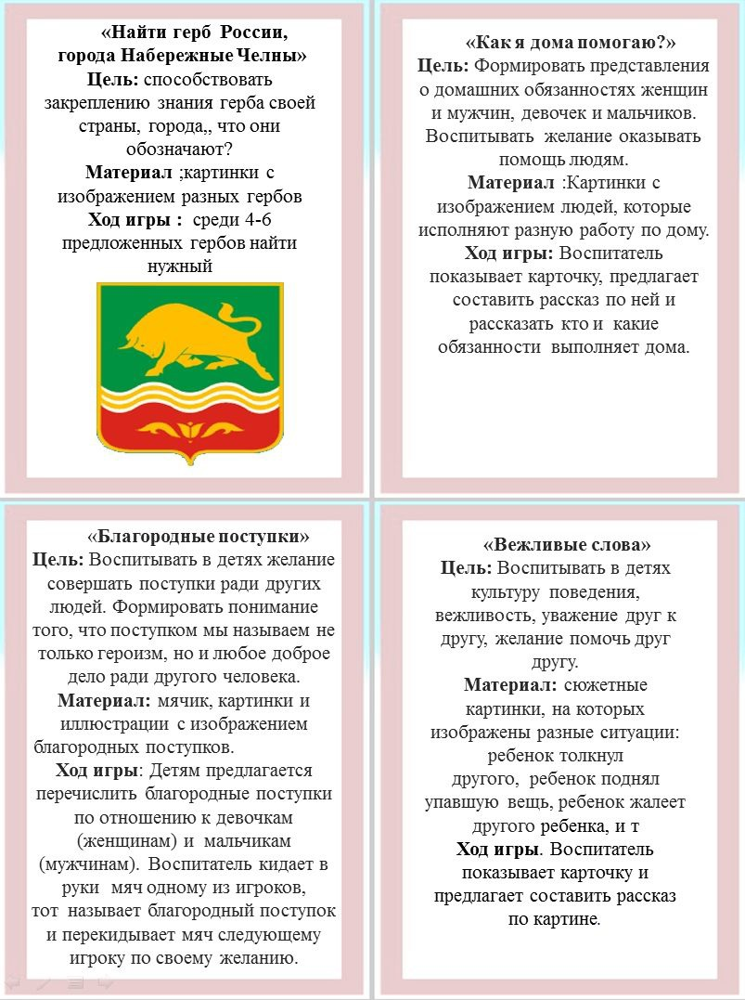 «Найти герб России,
города Набережные Челны»
Цель: способствовать
закреплению знания герба своей
страны, города,, что они
обозначают?
Материал ;картинки с
изображением разных гербов
Ход игры : среди 4-6
предложенных гербов найти
нужный
«Как я дома помогаю?»
Цель: Формировать представления
о домашних обязанностях женщин
и мужчин, девочек и мальчиков.
Воспитывать желание оказывать
помощь людям.
Материал :Картинки с
изображением людей, которые
исполняют разную работу по дому.
Ход игры: Воспитатель
показывает карточку, предлагает
составить рассказ по ней и
рассказать кто и какие
обязанности выполняет дома.
«Благородные поступки»
Цель: Воспитывать в детях желание
совершать поступки ради других
людей. Формировать понимание
того, что поступком мы называем не
только героизм, но и любое доброе
дело ради другого человека.
Материал: мячик, картинки и
иллюстрации с изображением
благородных поступков.
Ход игры: Детям предлагается
перечислить благородные поступки
по отношению к девочкам
(женщинам) и мальчикам
(мужчинам). Воспитатель кидает в
руки мяч одному из игроков,
тот называет благородный поступок
и перекидывает мяч следующему
игроку по своему желанию.
«Вежливые слова»
Цель: Воспитывать в детях
культуру поведения,
вежливость, уважение друг к
другу, желание помочь друг
другу.
Материал: сюжетные
картинки, на которых
изображены разные ситуации:
ребенок толкнул
другого, ребенок поднял
упавшую вещь, ребенок жалеет
другого ребенка, и т
Ход игры. Воспитатель
показывает карточку и
предлагает составить рассказ
по картине.